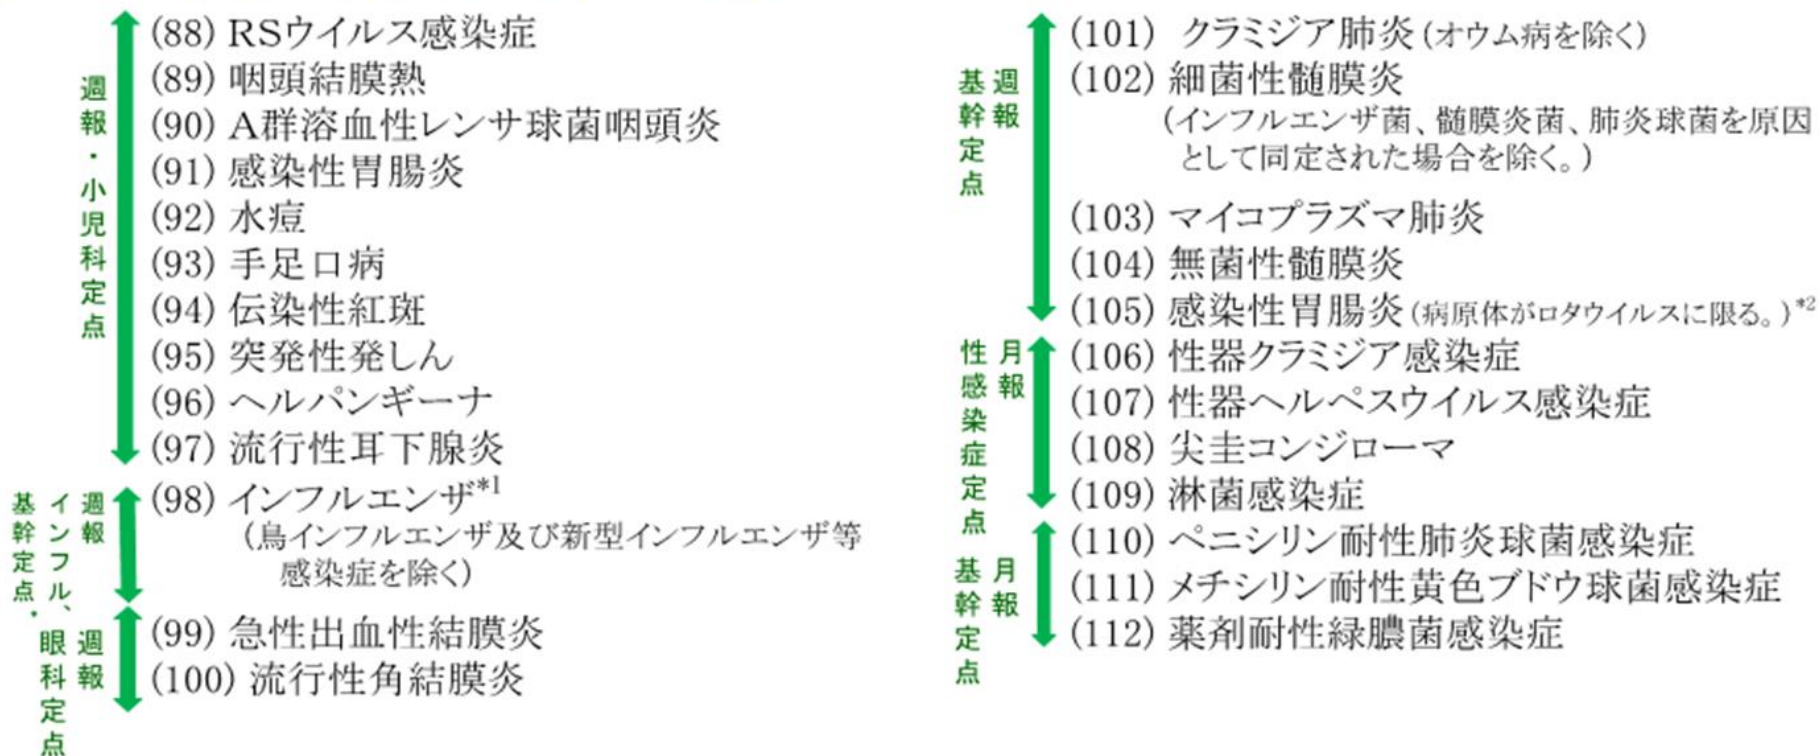 週報・小児科定点
(88) RSウイルス感染症
(89) 咽頭結膜熱
(90) A群溶血性レンサ球菌咽頭炎
(91) 感染性胃腸炎
(92) 水痘
(93) 手足口病
(94) 伝染性紅斑
(95) 突発性発しん
(96) ヘルパンギーナ
(97) 流行性耳下腺炎
週報
インフル、
基幹定点・
(98) インフルエンザ*1
(鳥インフルエンザ及び新型インフルエンザ等
感染症を除く)
週報
眼科定点
(99) 急性出血性結膜炎
(100) 流行性角結膜炎
週報
基幹定点
(101) クラミジア肺炎(オウム病を除く)
(102) 細菌性髄膜炎
(インフルエンザ菌、髄膜炎菌、肺炎球菌を原因
として同定された場合を除く。)
(103) マイコプラズマ肺炎
(104) 無菌性髄膜炎
(105) 感染性胃腸炎(病原体がロタウイルスに限る。)*2
月報
性感染症定点
(106) 性器クラミジア感染症
(107) 性器ヘルペスウイルス感染症
(108) 尖圭コンジローマ
(109) 淋菌感染症
月報
基幹定点
(110) ペニシリン耐性肺炎球菌感染症
(111) メチシリン耐性黄色ブドウ球菌感染症
(112) 薬剤耐性緑膿菌感染症